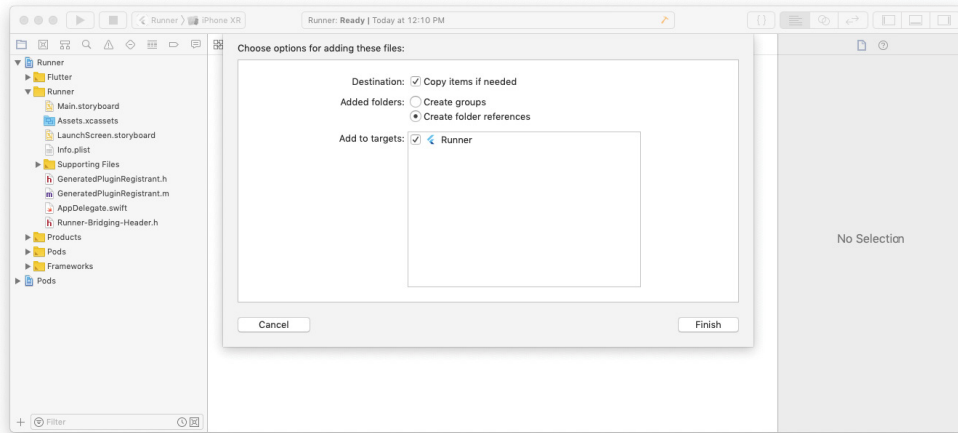 Runner
iPhone XR
Runner: Ready | Today at 12:10 PM
Choose options for adding these files:
Destination:
Copy items if needed
Added folders:
Create groups
Create folder references
Add to targets:
Runner
Cancel
Finish
Runner
Flutter
Runner
Main.storyboard
Assets.xcassets
LaunchScreen.storyboard
Info.plist
Supporting Files
h GeneratedPluginRegistrant.h
m GeneratedPluginRegistrant.m
AppDelegate.swift
h Runner-Bridging-Header.h
Products
Pods
Frameworks
Pods
Filter
No Selection